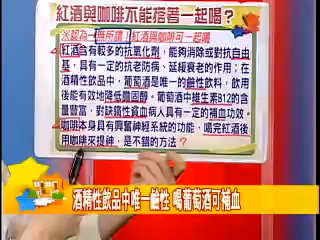 紅酒與咖啡不能搭著一起喝？
※認為「無所謂！紅酒與咖啡可一起喝
紅酒含有較多的抗氧化劑，能夠消除或對抗自由
基，具有一定的抗老防病、延緩衰老的作用；在
酒精性飲品中，葡萄酒是唯一的鹼性飲料，飲用
後能有效地降低膽固醇。葡萄酒中維生素B12的含
量豐富，對缺鐵性貧血病人具有一定的補血功效。
咖啡本身具有興奮神經系統的功能，喝完紅酒後
用咖啡來提神，是不錯的方法？
酒精性飲品中唯一鹼性 喝葡萄酒可補血